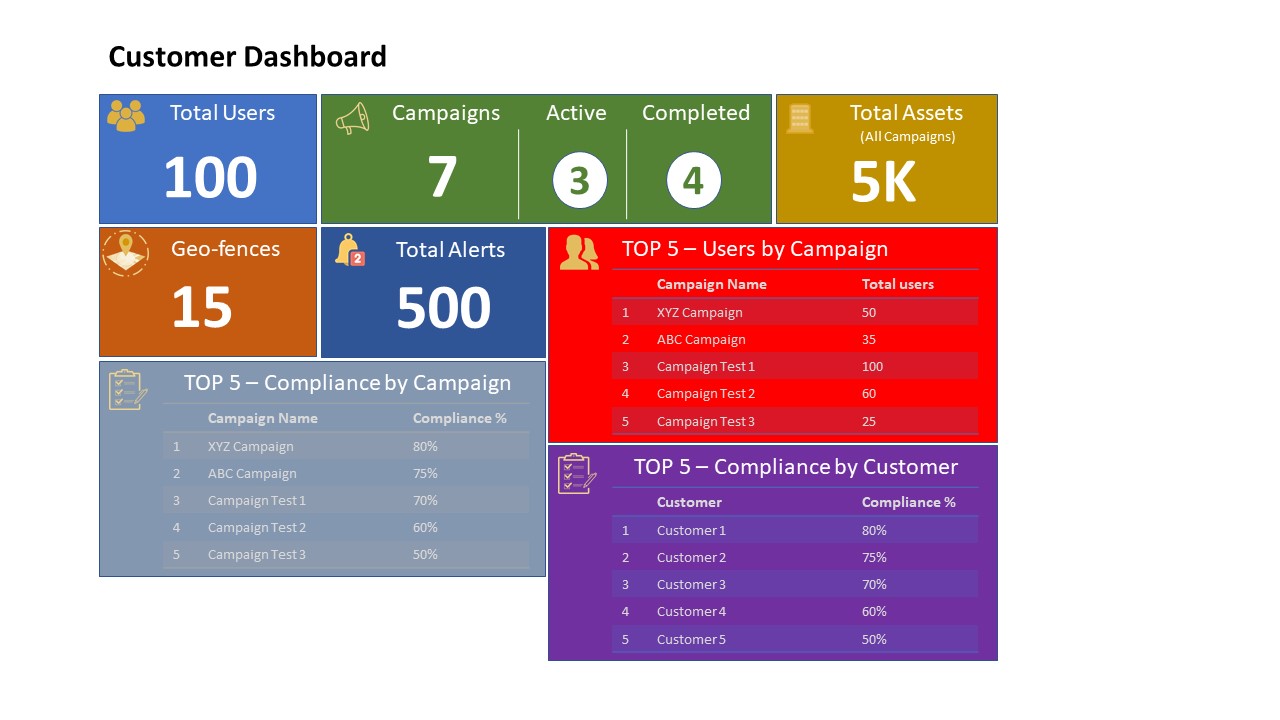 Customer Dashboard
Total Users
100
Campaigns Active Completed
7 3 4
Total Assets
(All Campaigns)
5K
Geo-fences
15
Total Alerts
2
500
TOP 5 – Users by Campaign
Campaign Name Total users
1 XYZ Campaign 50
2 ABC Campaign 35
3 Campaign Test 1 100
4 Campaign Test 2 60
5 Campaign Test 3 25
TOP 5 – Compliance by Campaign
Campaign Name Compliance %
1 XYZ Campaign 80%
2 ABC Campaign 75%
3 Campaign Test 1 70%
4 Campaign Test 2 60%
5 Campaign Test 3 50%
TOP 5 – Compliance by Customer
Customer Compliance %
1 Customer 1 80%
2 Customer 2 75%
3 Customer 3 70%
4 Customer 4 60%
5 Customer 5 50%